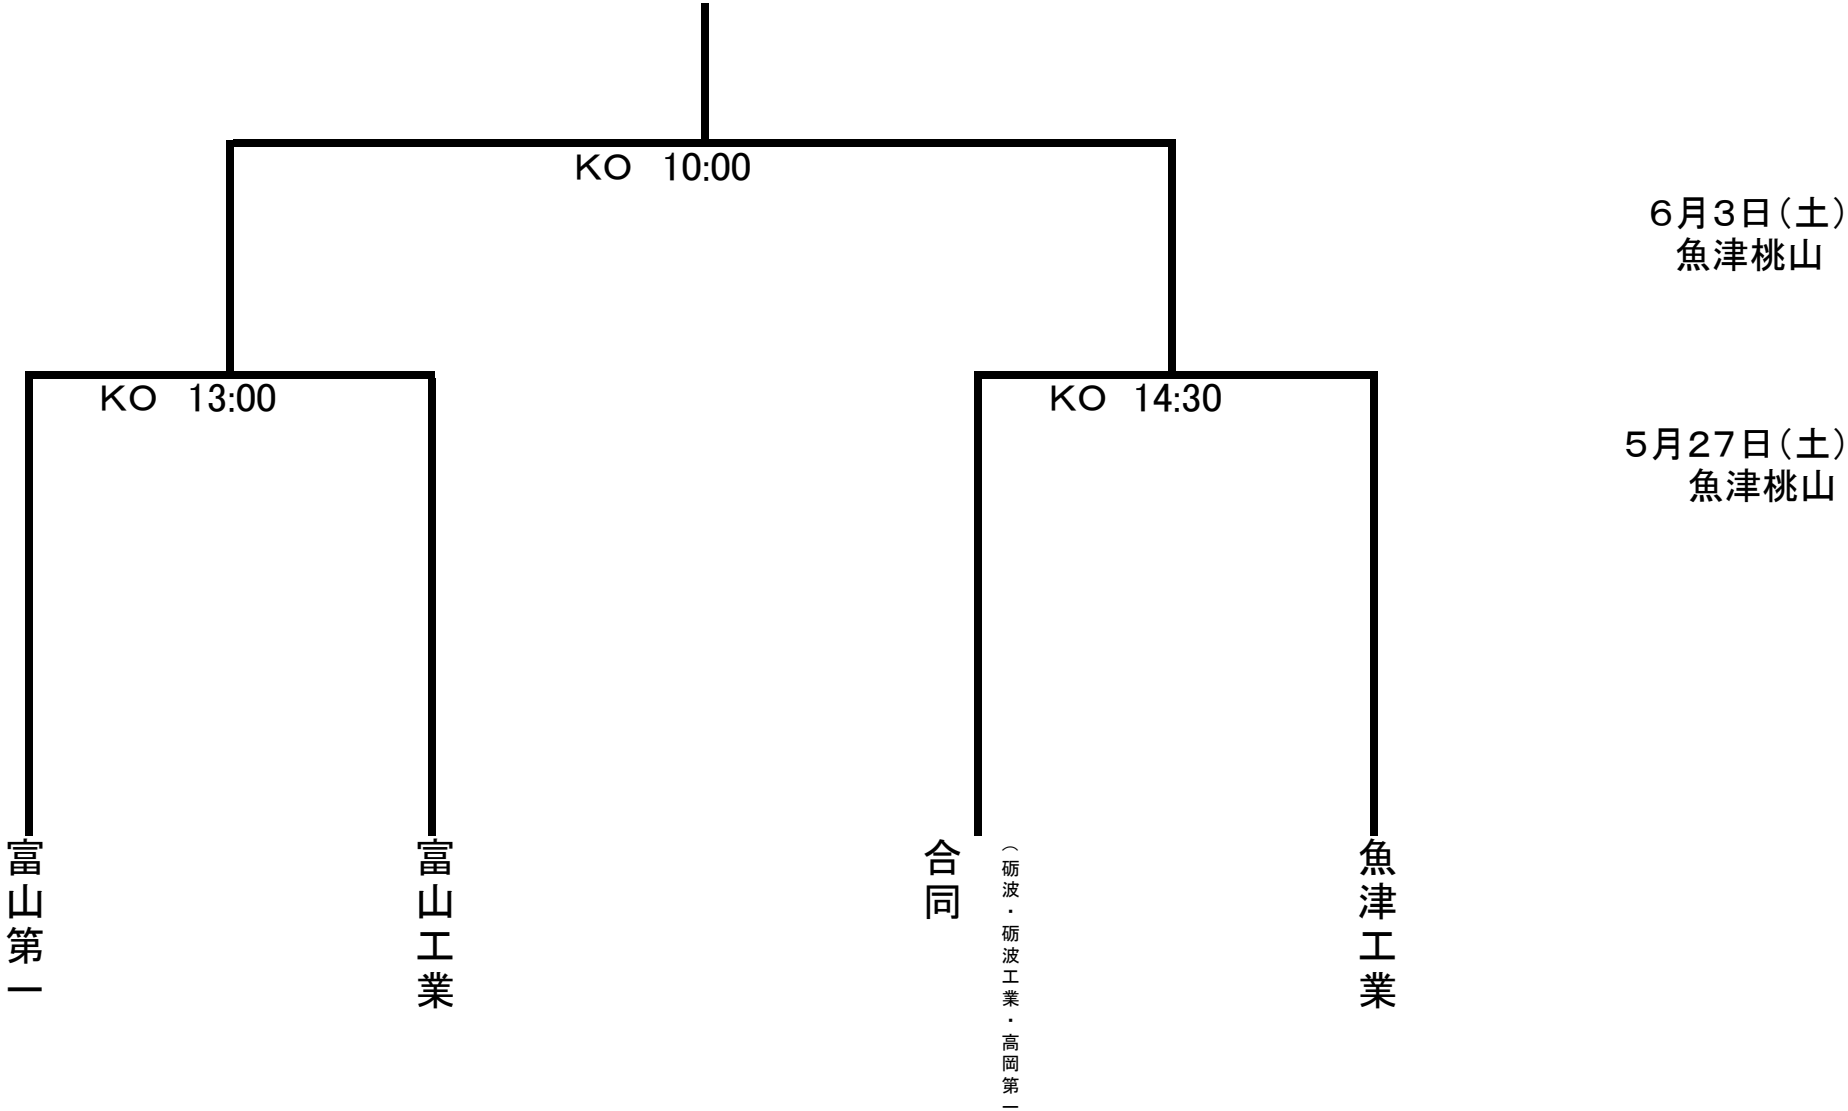 ＫＯ　10:00
６月３日（土）
魚津桃山
ＫＯ　13:00
ＫＯ　14:30
５月２７日（土）
魚津桃山
富山第一
富山工業
合同
（砺波・砺波工業・高岡第一
魚津工業